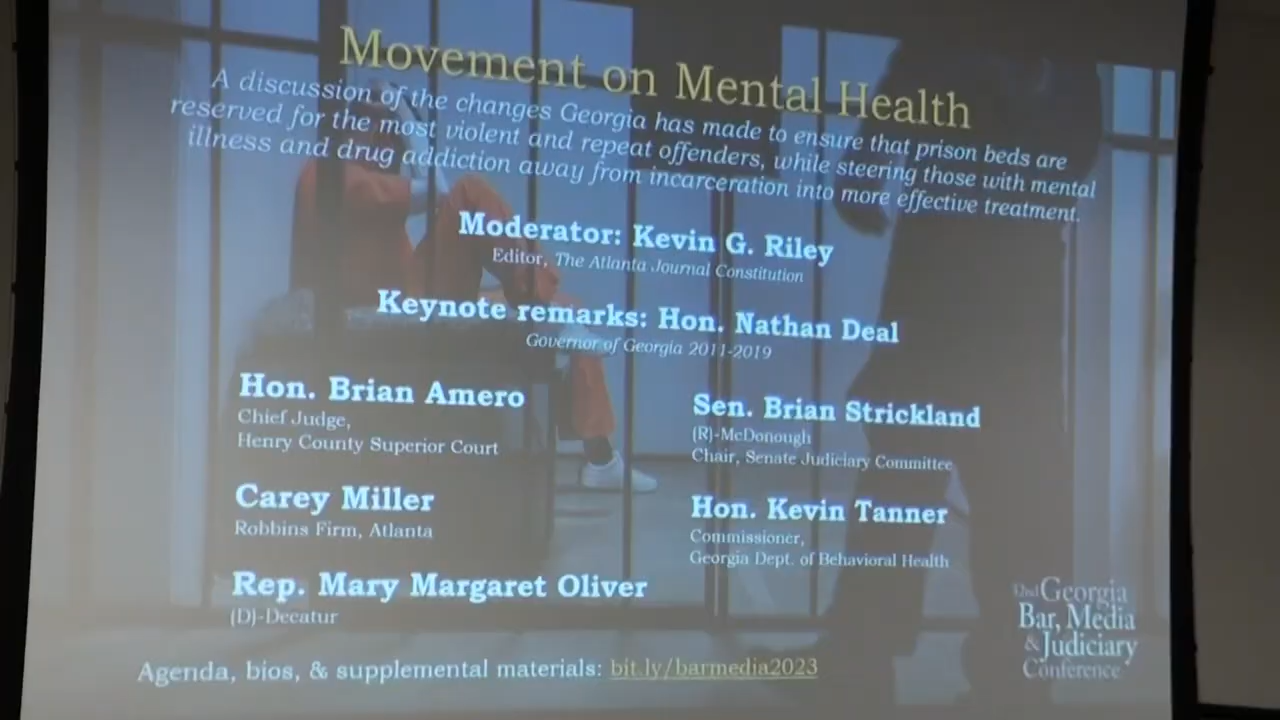 Movement on Mental Health
A discussion of the changes Georgia has made to ensure that prison beds are
reserved for the most violent and repeat offenders, while steering those with mental
illness and drug addiction away from incarceration into more effective treatment.
Moderator: Kevin G. Riley
Editor, The Atlanta Journal Constitution
Keynote remarks: Hon. Nathan Deal
Governor of Georgia 2011-2019
Hon. Brian Amero
Chief Judge,
Henry County Superior Court
Carey Miller
Robbins Firm, Atlanta
Rep. Mary Margaret Oliver
(D)-Decatur
Sen. Brian Strickland
(R)-McDonough
Chair, Senate Judiciary Committee
Hon. Kevin Tanner
Commissioner,
Georgia Dept. of Behavioral Health
Agenda, bios, & supplemental materials: bit.ly/barmedia2023
Georgia
Bar, Media
& Judiciary
Conference